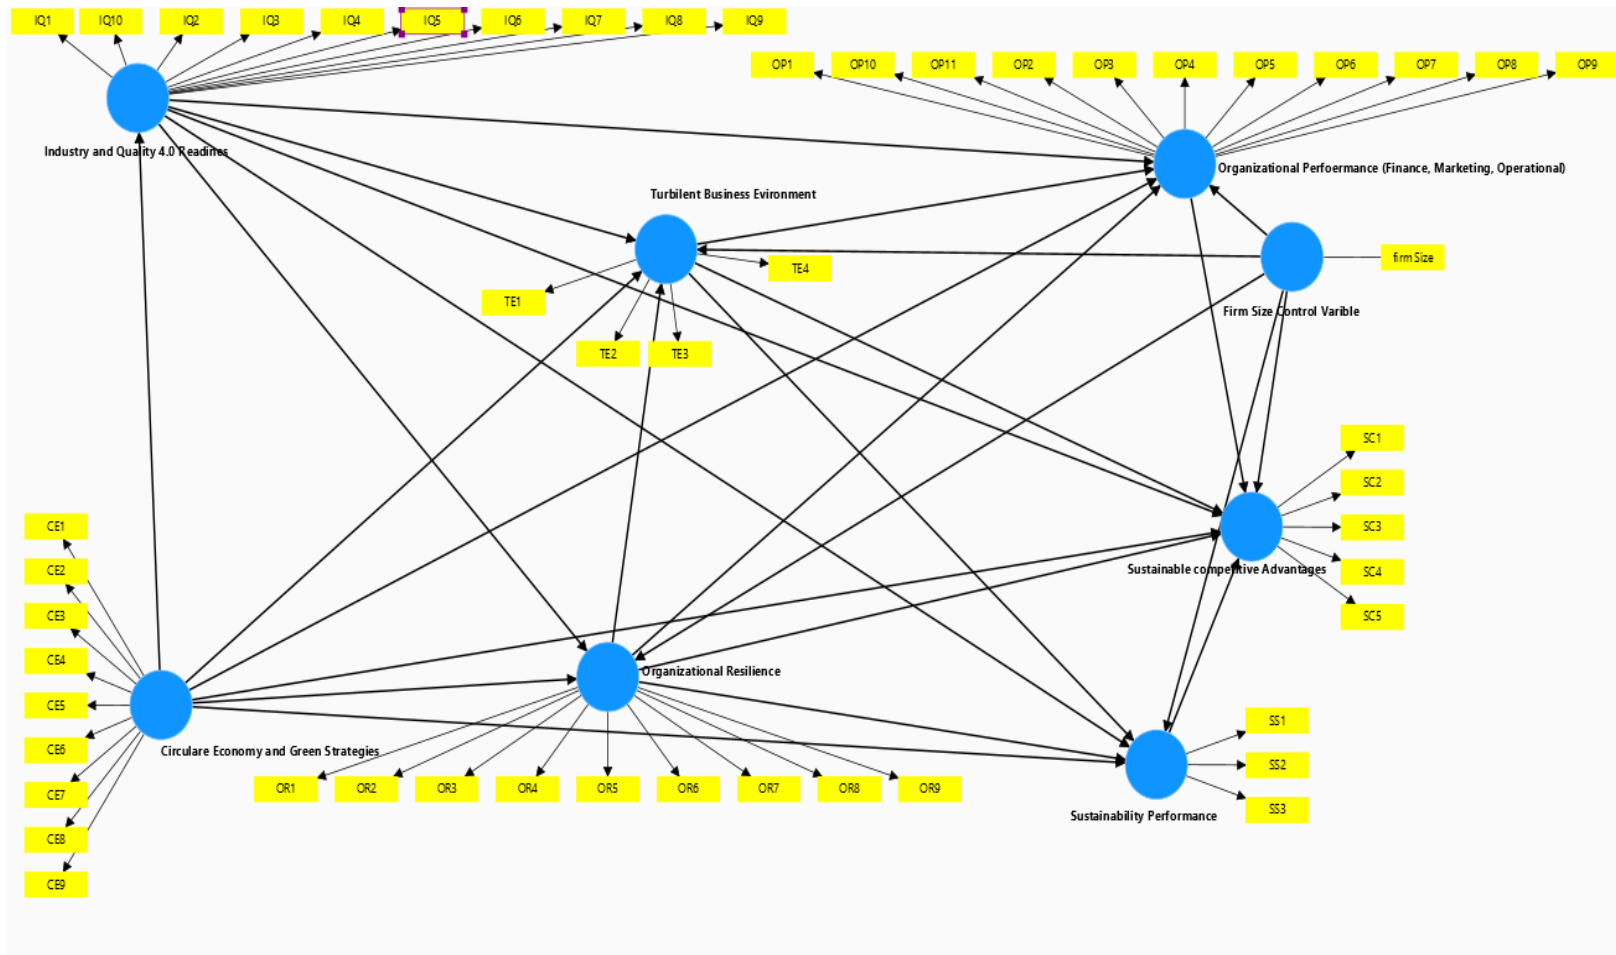 IQ1 IQ10 IQ2 IQ3 IQ4 IQ5 IQ6 IQ7 IQ8 IQ9
OP1 OP10 OP11 OP2 OP3 OP4 OP5 OP6 OP7 OP8 OP9
Industry and Quality 4.0 Readines
Organizational Perfoermance (Finance, Marketing, Operational)
Turbilent Business Evironment
firm Size
TE4
TE1
Firm Size Control Varible
TE2 TE3
SC1
SC2
SC3
SC4
SC5
Sustainable competitive Advantages
CE1
CE2
CE3
CE4
CE5
CE6
CE7
CE8
CE9
Organizational Resilience
Circulare Economy and Green Strategies
OR1 OR2 OR3 OR4 OR5 OR6 OR7 OR8 OR9
SS1
SS2
SS3
Sustainability Performance